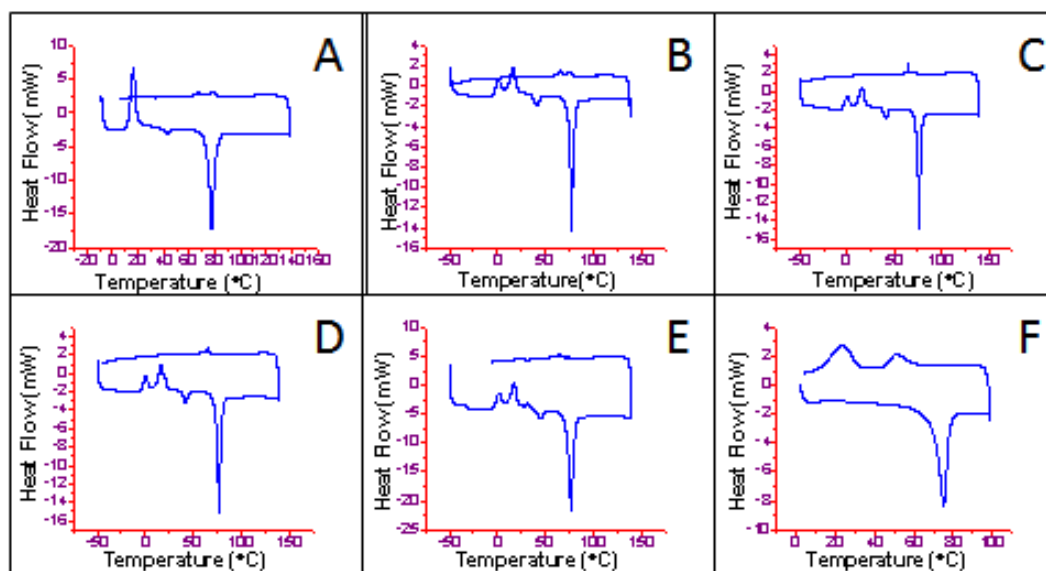 A
B
C
10
5
0
-5
-10
-15
-20
Heat Flow( mW)
-20 0 20 40 60 80 100 120 140 160
Temperature (°C)
4
2
0
-2
-4
-6
-8
-10
-12
-14
-16
Heat Flow( mW)
-50 0 50 100 150
Temperature(°C)
4
2
0
-2
-4
-6
-8
-10
-12
-14
-16
Heat Flow( mW)
-50 0 50 100 150
Temperature(°C)
D
E
F
4
2
0
-2
-4
-6
-8
-10
-12
-14
-16
Heat Flow( mW)
-50 0 50 100 150
Temperature (°C)
10
5
0
-5
-10
-15
-20
-25
Heat Flow( mW)
-50 0 50 100 150
Temperature (°C)
4
2
0
-2
-4
-6
-8
-10
Heat Flow( mW)
0 20 40 60 80 100
Temperature (°C)